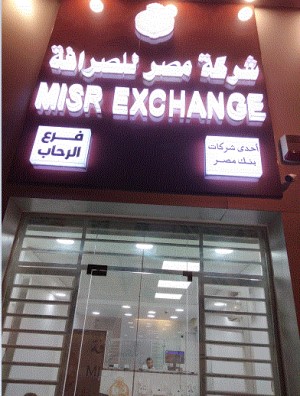 شركة مصر للصرافة
MISR EXCHANGE
فرع
الرحاب
أحدى شركات
بنك مصر